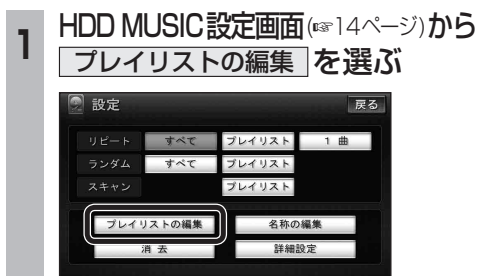 1
HDD MUSIC設定画面(☞14ページ)から
プレイリストの編集 を選ぶ
設定 戻る
リピート すべて プレイリスト 1 曲
ランダム すべて プレイリスト
スキャン プレイリスト
プレイリストの編集 名称の編集
消 去 詳細設定